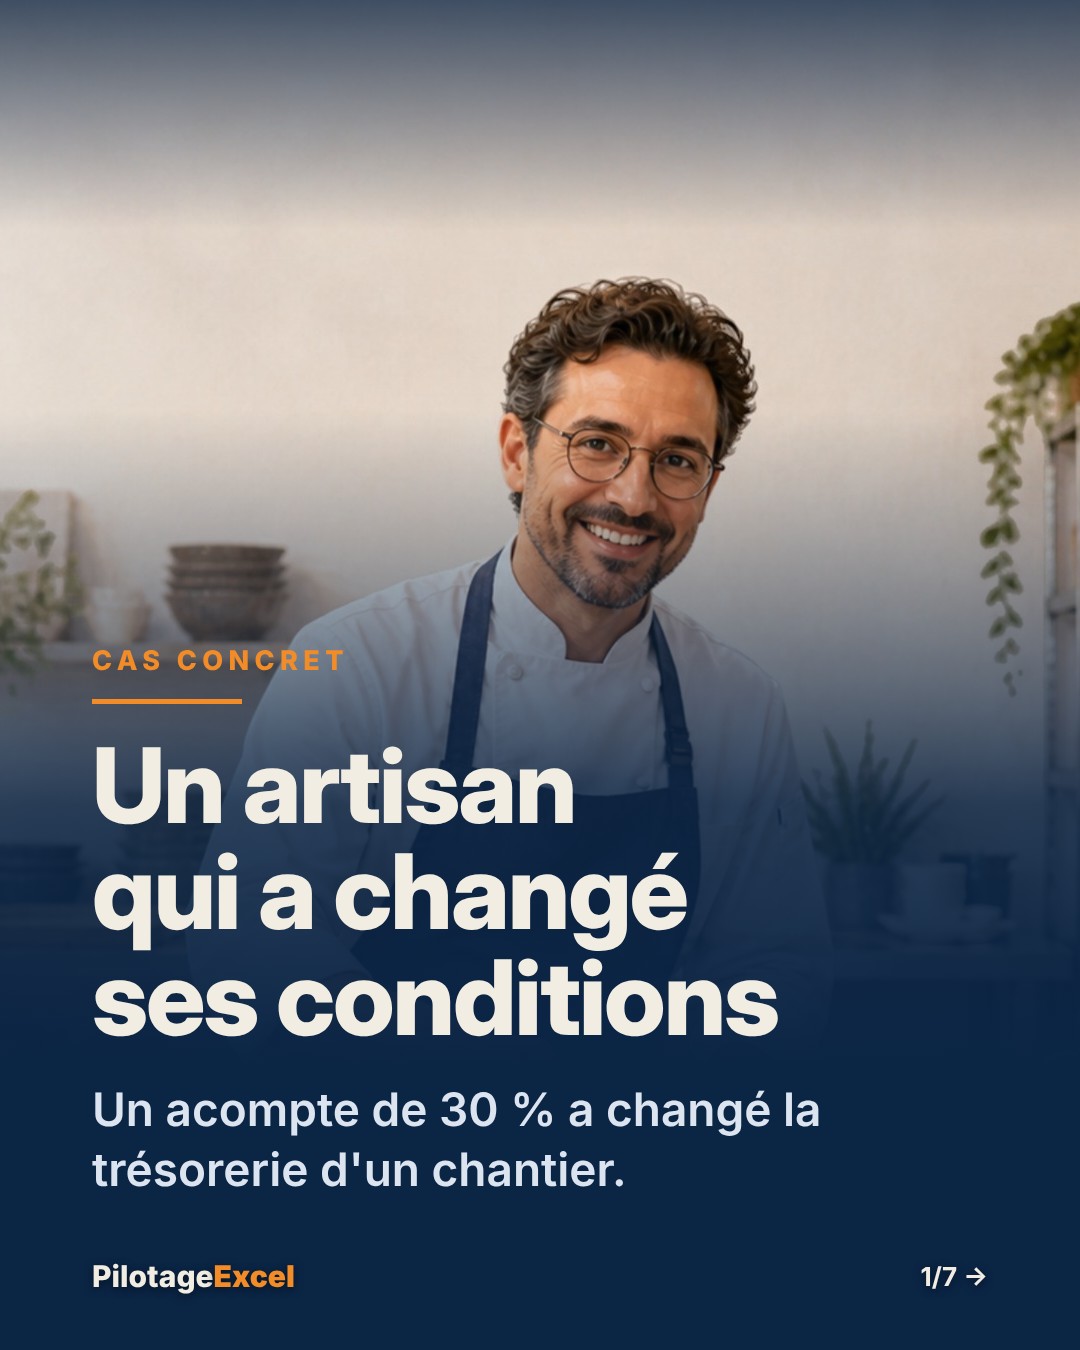 CAS CONCRET
Un artisan
qui a changé
ses conditions
Un acompte de 30 % a changé la
trésorerie d'un chantier.
PilotageExcel
1/7 →